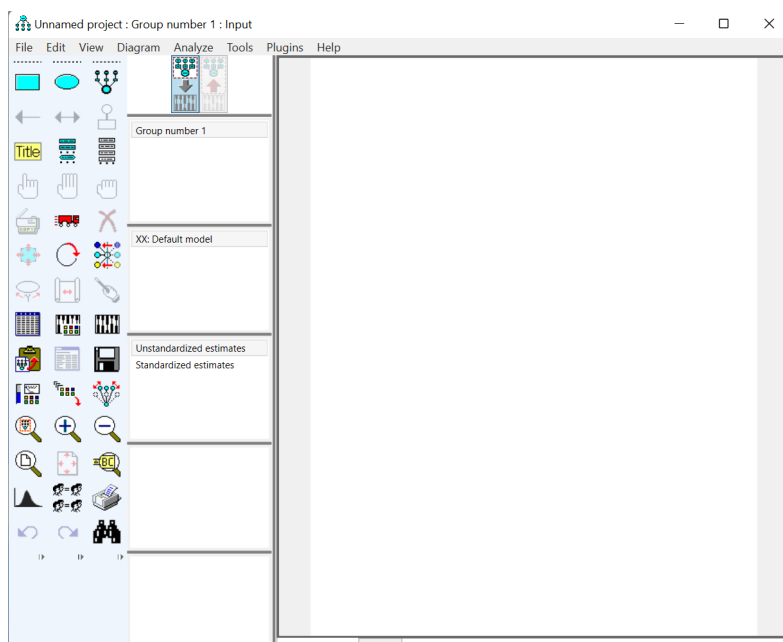 Unnamed project : Group number 1 : Input
File Edit View Diagram Analyze Tools Plugins Help
Title
Group number 1
XX: Default model
Unstandardized estimates
Standardized estimates
BC